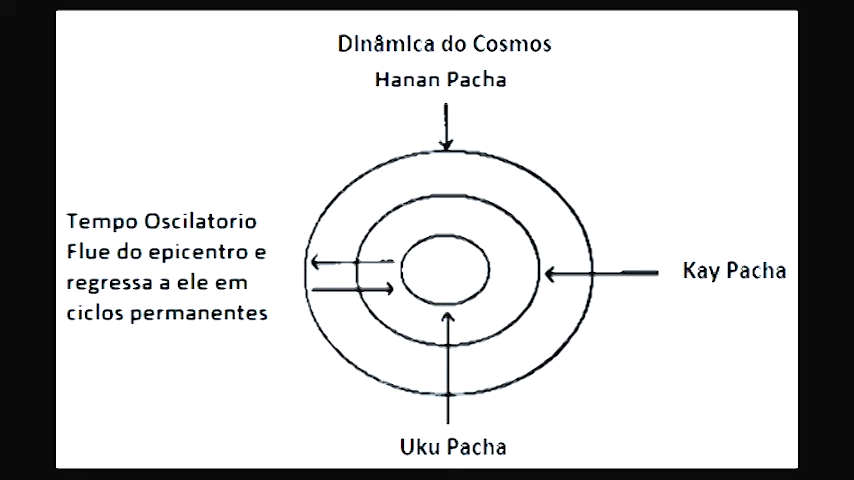 Dinâmica do Cosmos
Hanan Pacha
Tempo Oscilatorio
Flue do epicentro e
regressa a ele em
ciclos permanentes
Kay Pacha
Uku Pacha